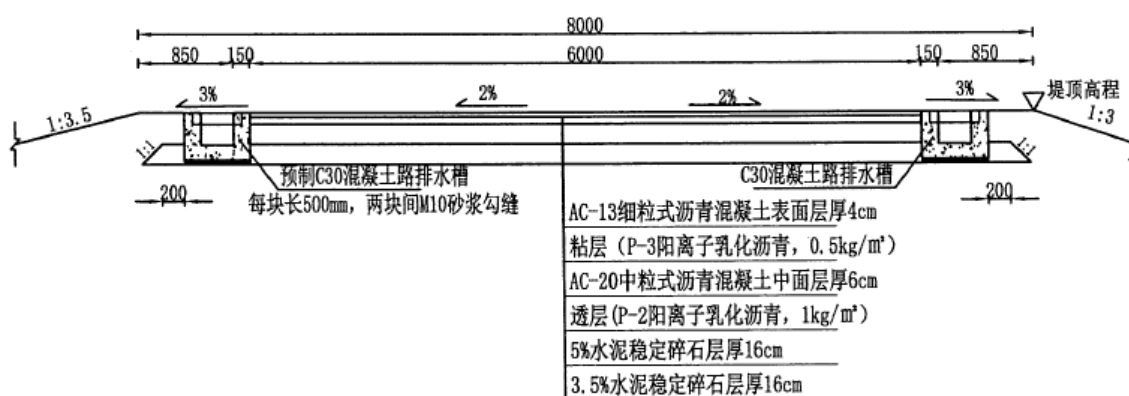 8000
850 150 6000 150 850
3% 2% 2% 3% 堤顶高程
1:3.5 1:3
1:1 1:1
预制C30混凝土路排水槽 C30混凝土路排水槽
200 每块长500mm，两块间M10砂浆勾缝 200
AC-13细粒式沥青混凝土表面层厚4cm
粘层（P-3阳离子乳化沥青，0.5kg/m²）
AC-20中粒式沥青混凝土中面层厚6cm
透层(P-2阳离子乳化沥青，1kg/m²）
5%水泥稳定碎石层厚16cm
3.5%水泥稳定碎石层厚16cm